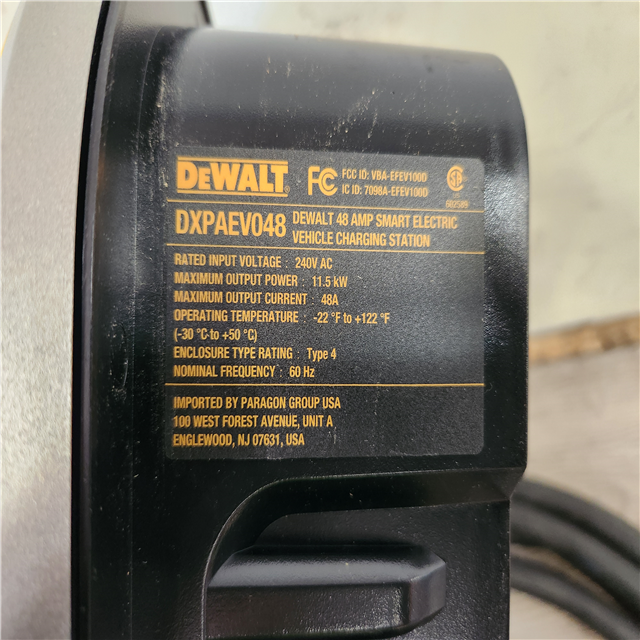 DEWALT
FC FCC ID: VBA-EFEV100D
IC ID: 7098A-EFEV100D
DXPAEV048 DEWALT 48 AMP SMART ELECTRIC
VEHICLE CHARGING STATION
RATED INPUT VOLTAGE : 240V AC
MAXIMUM OUTPUT POWER : 11.5 kW
MAXIMUM OUTPUT CURRENT : 48A
OPERATING TEMPERATURE : -22 °F to +122 °F
(-30 °C to +50 °C)
ENCLOSURE TYPE RATING : Type 4
NOMINAL FREQUENCY : 60 Hz
IMPORTED BY PARAGON GROUP USA
100 WEST FOREST AVENUE, UNIT A
ENGLEWOOD, NJ 07631, USA